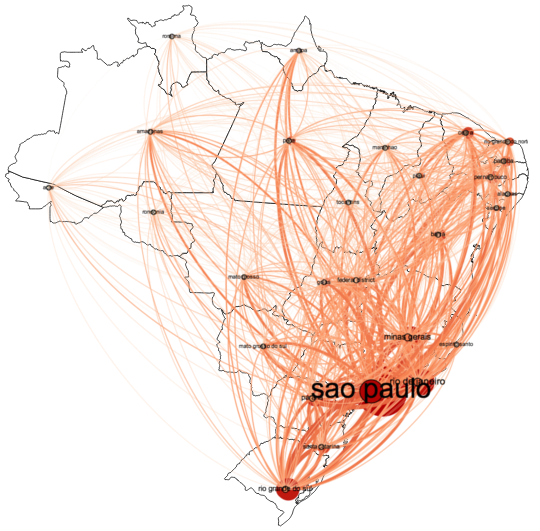 roraima
amapa
amazonas
para
maranhao
ceara
rio grande do norte
paraiba
piaui
pernambuco
acre
alagoas
tocantins
sergipe
rondonia
bahia
mato grosso
goias
federal district
minas gerais
espirito santo
mato grosso do sul
rio de janeiro
sao paulo
parana
santa catarina
rio grande do sul